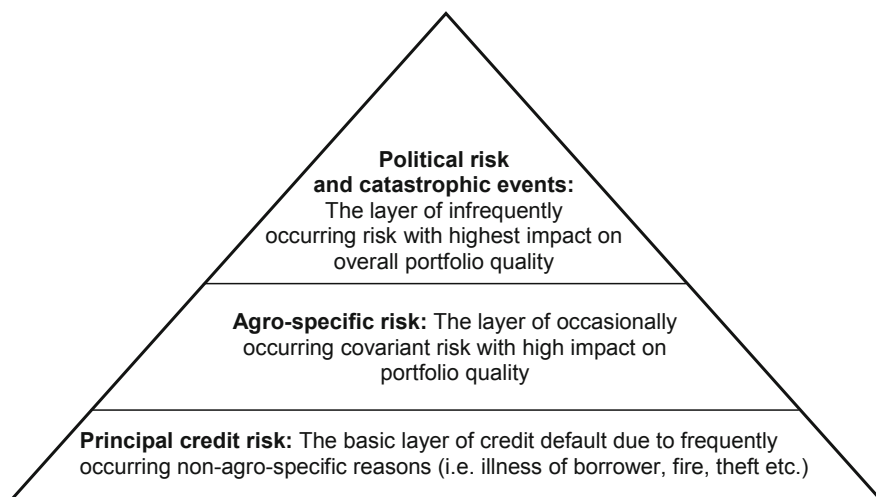 Political risk
and catastrophic events:
The layer of infrequently
occurring risk with highest impact on
overall portfolio quality
Agro-specific risk: The layer of occasionally
occurring covariant risk with high impact on
portfolio quality
Principal credit risk: The basic layer of credit default due to frequently
occurring non-agro-specific reasons (i.e. illness of borrower, fire, theft etc.)